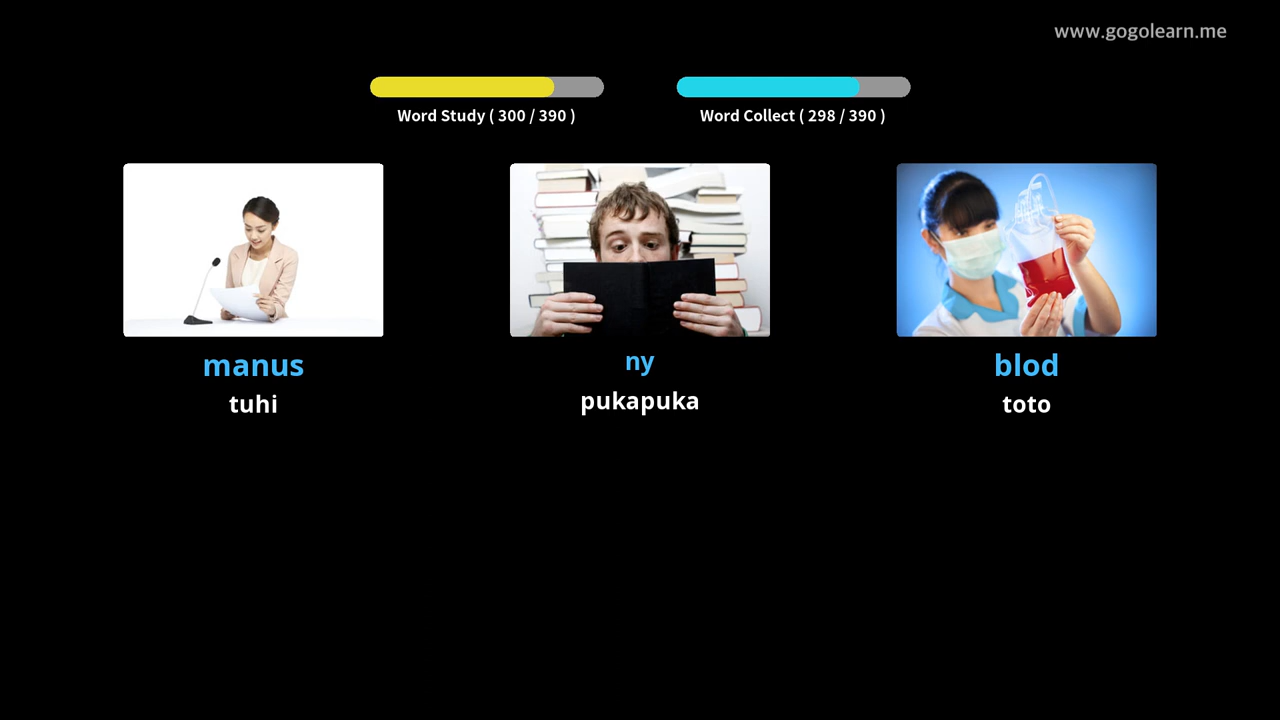 www.gogolearn.me
Word Study ( 300 / 390 )
Word Collect ( 298 / 390 )
manus
tuhi
ny
pukapuka
blod
toto